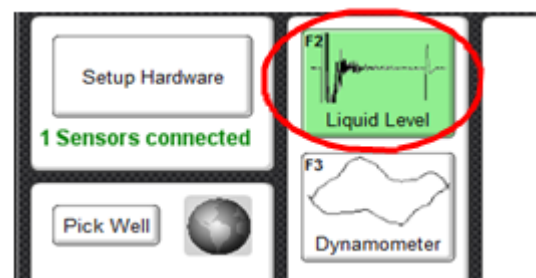 Setup Hardware
1 Sensors connected
Pick Well
F2
Liquid Level
F3
Dynamometer